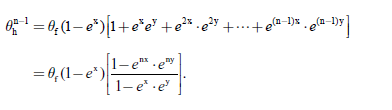 θ_h^{n-1} = θ_f (1 − e^x) [1 + e^x e^y + e^{2x} · e^{2y} + ⋯ + e^{(n-1)x} · e^{(n-1)y}]
= θ_f (1 − e^x) [(1 − e^{nx} · e^{ny}) / (1 − e^x · e^y)].